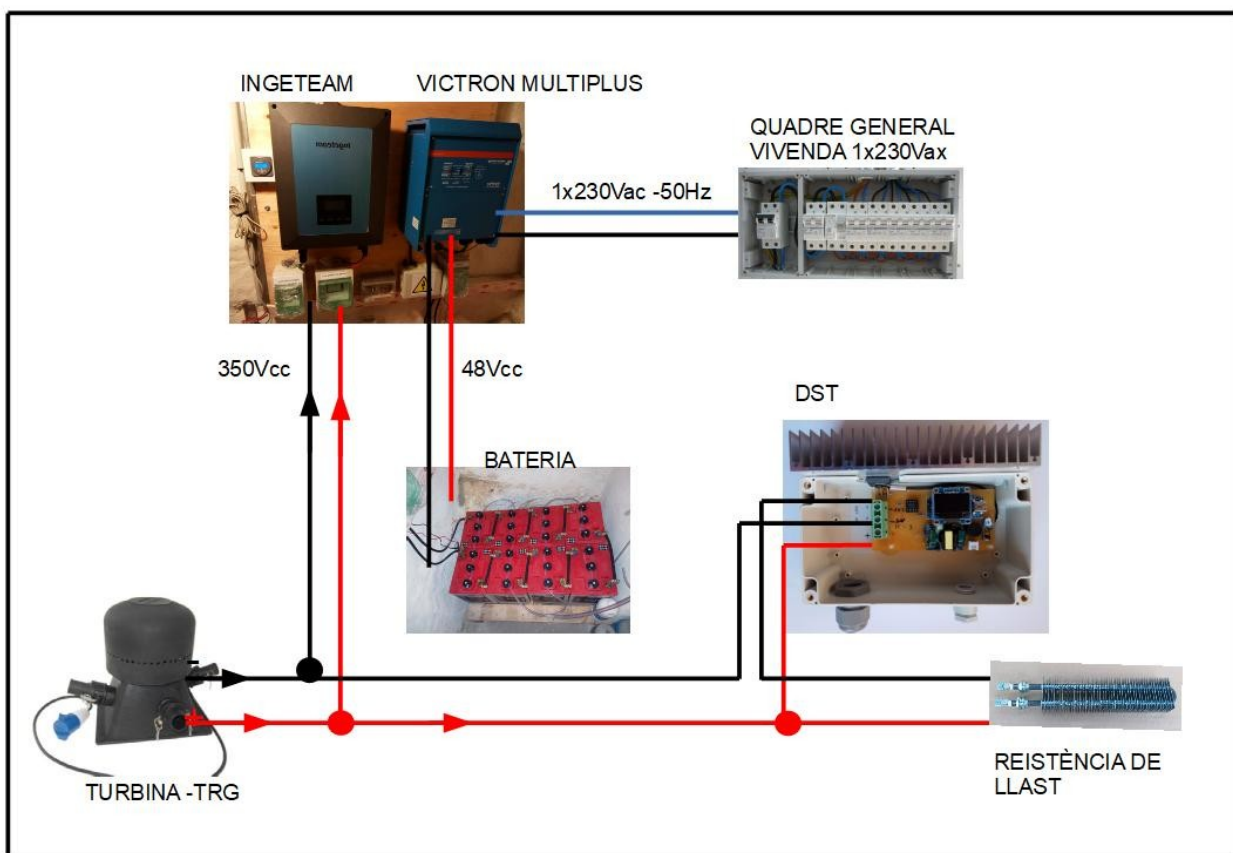 INGETEAM
VICTRON MULTIPLUS
QUADRE GENERAL
VIVENDA 1x230Vax
1x230Vac -50Hz
350Vcc
48Vcc
DST
BATERIA
REISTÈNCIA DE
LLAST
TURBINA -TRG